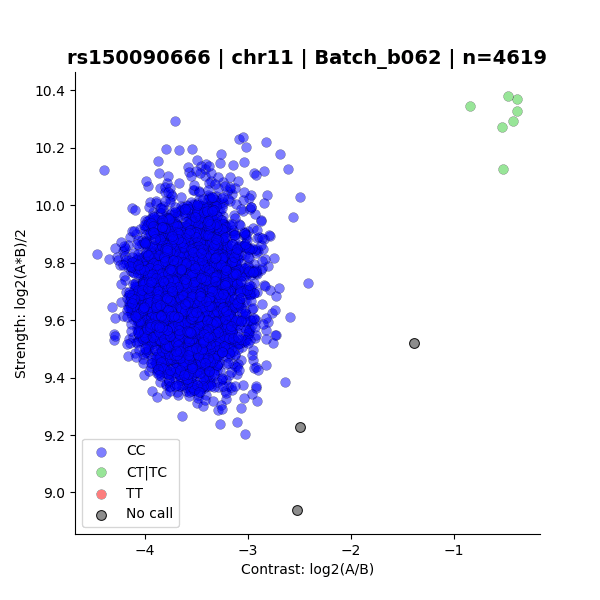 rs150090666 | chr11 | Batch_b062 | n=4619
Strength: log2(A*B)/2
10.4
10.2
10.0
9.8
9.6
9.4
9.2
9.0
CC
CT|TC
TT
No call
−4
−3
−2
−1
Contrast: log2(A/B)